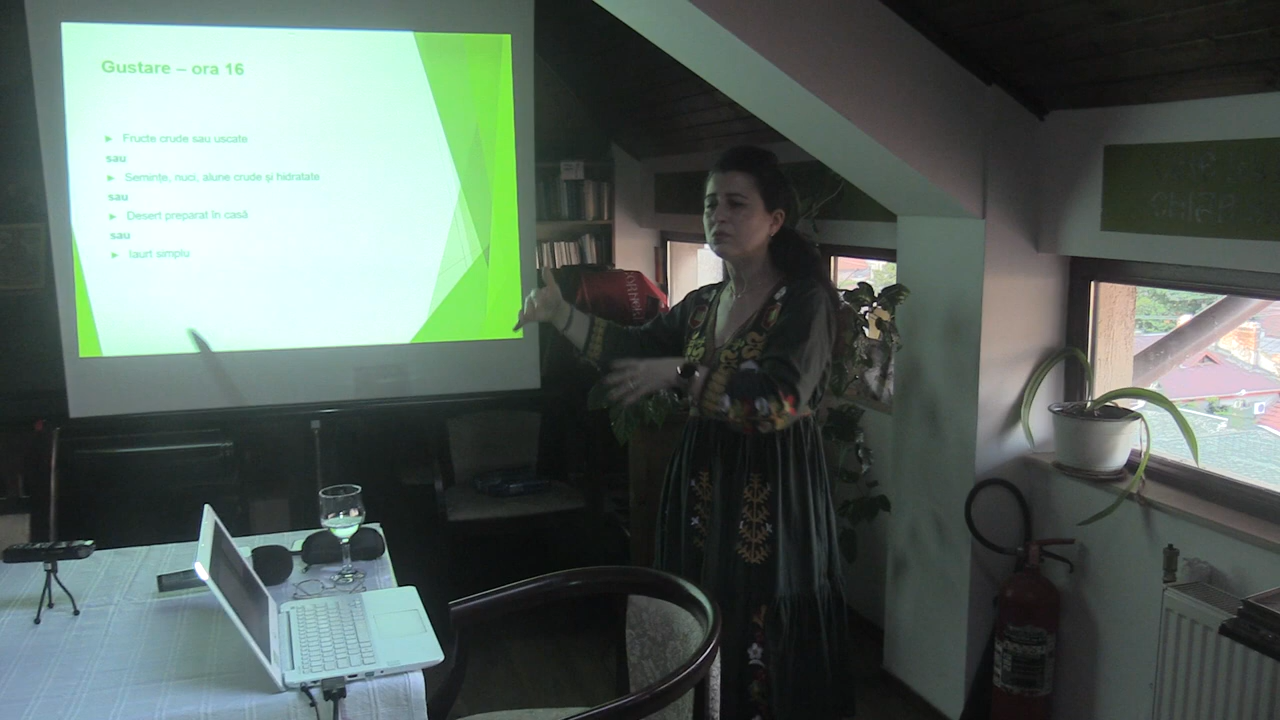 Gustare – ora 16
► Fructe crude sau uscate
sau
► Semințe, nuci, alune crude și hidratate
sau
► Desert preparat în casă
sau
► Iaurt simplu